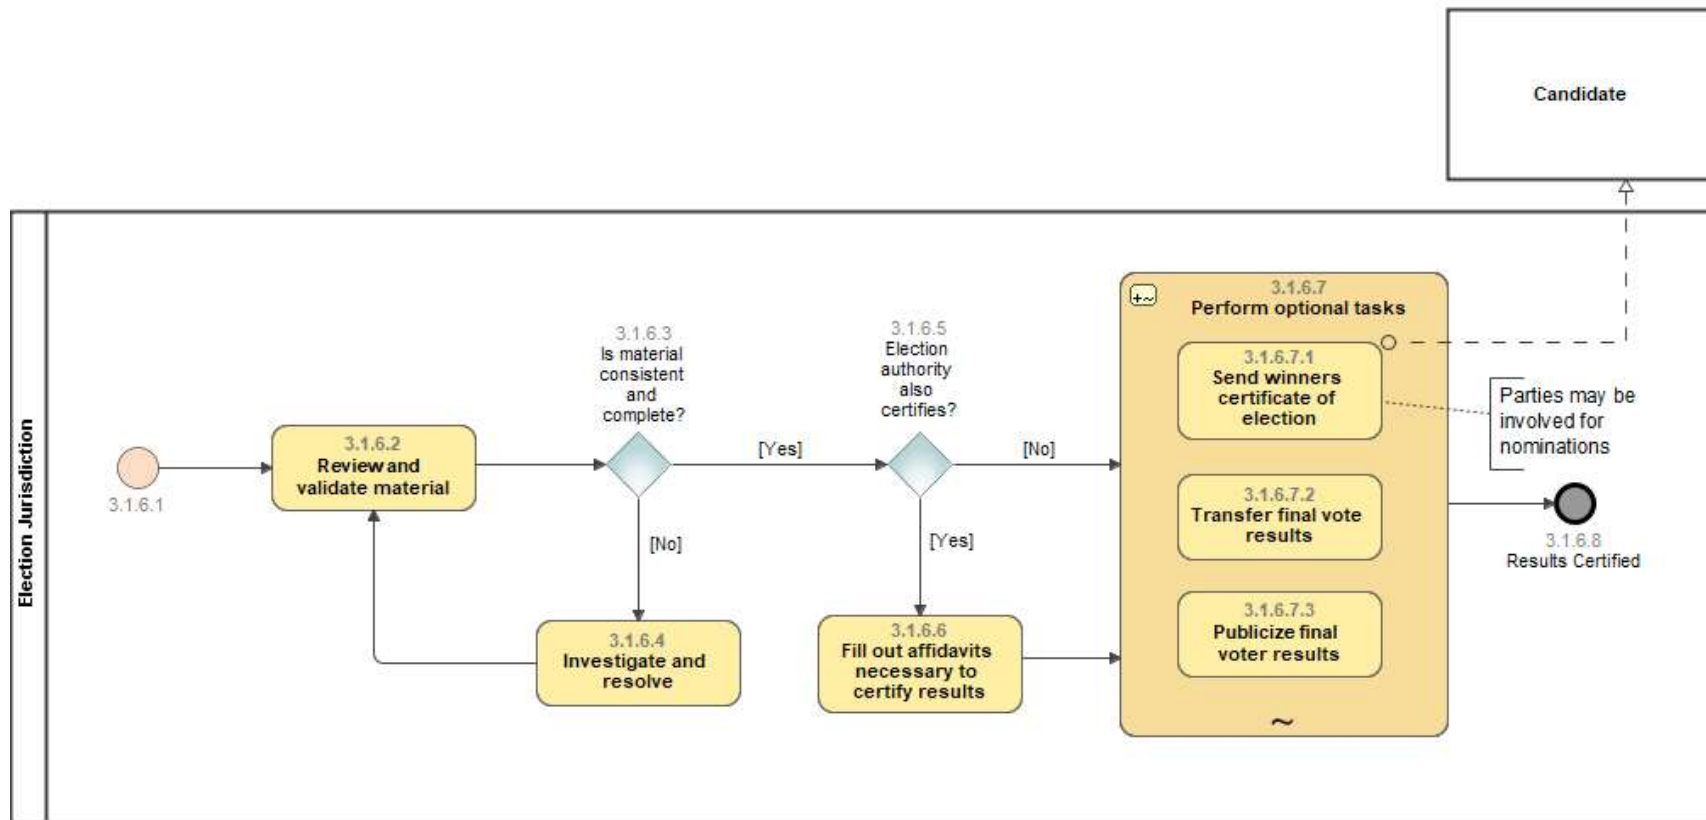 Candidate
Election Jurisdiction
3.1.6.1
3.1.6.2
Review and
validate material
3.1.6.3
Is material
consistent
and
complete?
[Yes]
[No]
3.1.6.4
Investigate and
resolve
3.1.6.5
Election
authority
also
certifies?
[No]
[Yes]
3.1.6.6
Fill out affidavits
necessary to
certify results
3.1.6.7
Perform optional tasks
3.1.6.7.1
Send winners
certificate of
election
3.1.6.7.2
Transfer final vote
results
3.1.6.7.3
Publicize final
voter results
~
Parties may be
involved for
nominations
3.1.6.8
Results Certified